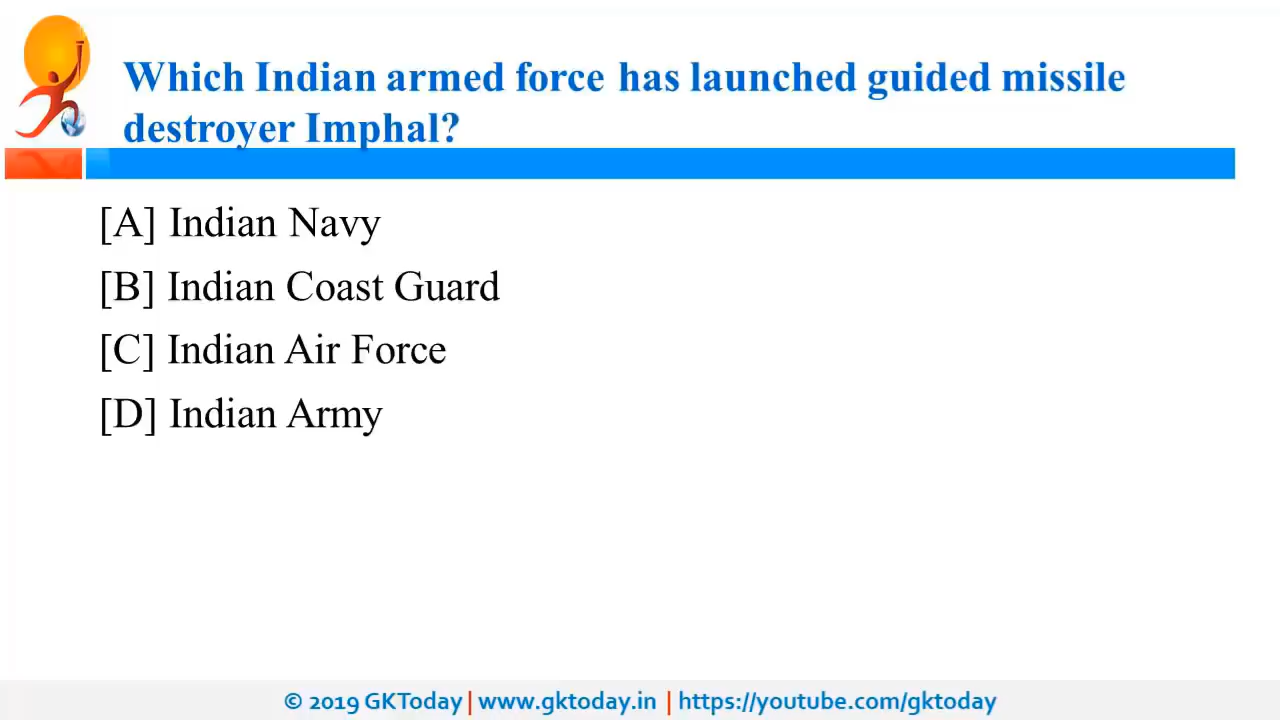 Which Indian armed force has launched guided missile
destroyer Imphal?
[A] Indian Navy
[B] Indian Coast Guard
[C] Indian Air Force
[D] Indian Army
© 2019 GKToday | www.gktoday.in | https://youtube.com/gktoday